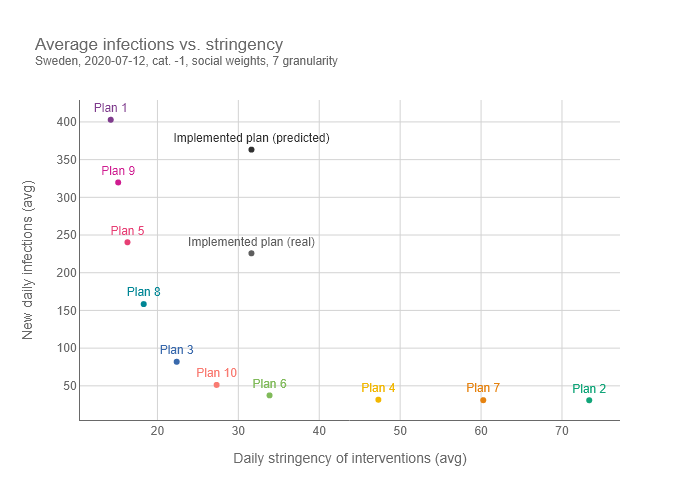 Average infections vs. stringency
Sweden, 2020-07-12, cat. -1, social weights, 7 granularity
Plan 1
400
Implemented plan (predicted)
350
Plan 9
300
Plan 5
250
Implemented plan (real)
200
Plan 8
150
Plan 3
100
Plan 10
Plan 6
Plan 4
Plan 7
Plan 2
50
20
30
40
50
60
70
New daily infections (avg)
Daily stringency of interventions (avg)